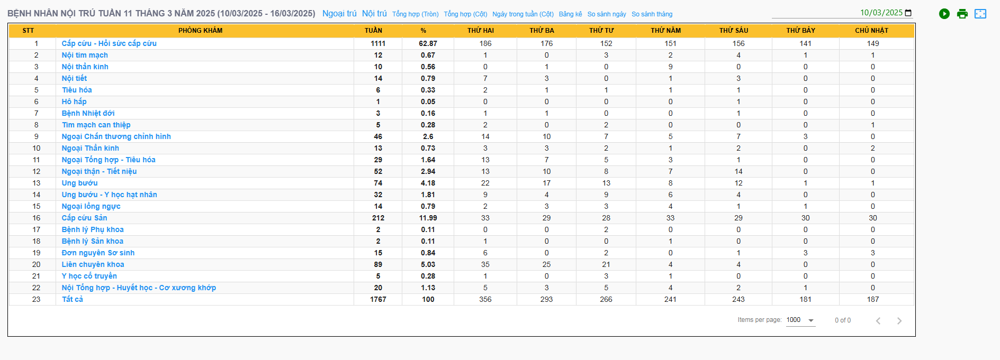 BỆNH NHÂN NỘI TRÚ TUẦN 11 THÁNG 3 NĂM 2025 (10/03/2025 - 16/03/2025) Ngoại trú Nội trú Tổng hợp (Tròn) Tổng hợp (Cột) Ngày trong tuần (Cột) Bảng kê So sánh ngày So sánh tháng 10/03/2025
STT PHÒNG KHÁM TUẦN % THỨ HAI THỨ BA THỨ TƯ THỨ NĂM THỨ SÁU THỨ BẢY CHỦ NHẬT
1 Cấp cứu - Hồi sức cấp cứu 1111 62.87 186 176 152 151 156 141 149
2 Nội tim mạch 12 0.67 1 0 3 2 4 1 1
3 Nội thần kinh 10 0.56 0 1 0 9 0 0 0
4 Nội tiết 14 0.79 7 3 0 1 3 0 0
5 Tiêu hóa 6 0.33 2 1 1 1 1 0 0
6 Hô hấp 1 0.05 0 0 0 0 1 0 0
7 Bệnh Nhiệt đới 3 0.16 1 1 0 0 1 0 0
8 Tim mạch can thiệp 5 0.28 2 0 2 0 0 0 1
9 Ngoại Chấn thương chỉnh hình 46 2.6 14 10 7 5 7 3 0
10 Ngoại Thần kinh 13 0.73 3 3 2 1 2 0 2
11 Ngoại Tổng hợp - Tiêu hóa 29 1.64 13 7 5 3 1 0 0
12 Ngoại thận - Tiết niệu 52 2.94 13 10 8 7 14 0 0
13 Ung bướu 74 4.18 22 17 13 8 12 1 1
14 Ung bướu - Y học hạt nhân 32 1.81 9 4 9 6 4 0 0
15 Ngoại lồng ngực 14 0.79 2 3 3 4 1 1 0
16 Cấp cứu Sản 212 11.99 33 29 28 33 29 30 30
17 Bệnh lý Phụ khoa 2 0.11 0 0 2 0 0 0 0
18 Bệnh lý Sản khoa 2 0.11 1 0 0 1 0 0 0
19 Đơn nguyên Sơ sinh 15 0.84 6 0 2 0 1 3 3
20 Liên chuyên khoa 89 5.03 35 25 21 4 4 0 0
21 Y học cổ truyền 5 0.28 1 0 3 1 0 0 0
22 Nội Tổng hợp - Huyết học - Cơ xương khớp 20 1.13 5 3 5 4 2 1 0
23 Tất cả 1767 100 356 293 266 241 243 181 187
Items per page: 1000 0 of 0